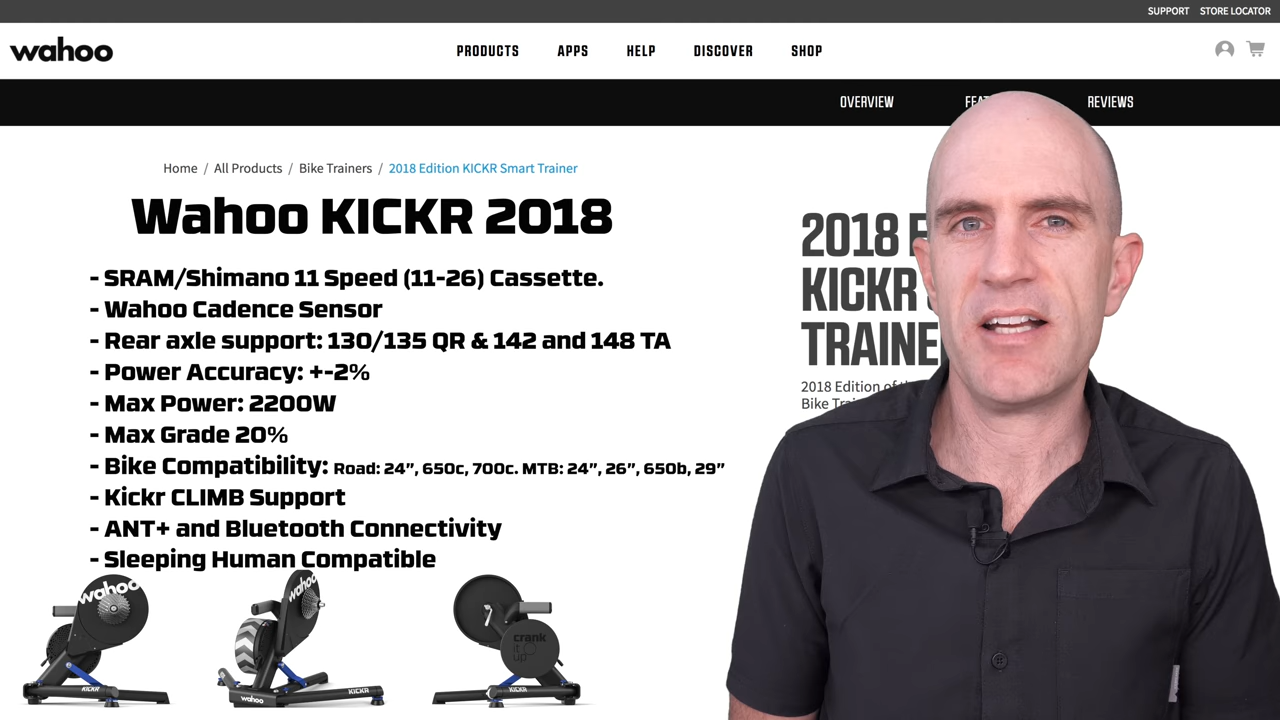 SUPPORT STORE LOCATOR
wahoo PRODUCTS APPS HELP DISCOVER SHOP
OVERVIEW REVIEWS
Home / All Products / Bike Trainers / 2018 Edition KICKR Smart Trainer
Wahoo KICKR 2018
- SRAM/Shimano 11 Speed (11-26) Cassette.
- Wahoo Cadence Sensor
- Rear axle support: 130/135 QR & 142 and 148 TA
- Power Accuracy: +-2%
- Max Power: 2200W
- Max Grade 20%
- Bike Compatibility: Road: 24”, 650c, 700c. MTB: 24”, 26”, 650b, 29”
- Kickr CLIMB Support
- ANT+ and Bluetooth Connectivity
- Sleeping Human Compatible
2018
KICKR
2018 Edition of
Bike
wahoo
KICKR
wahoo
wahoo
KICKR
crank
it
up
KICKR